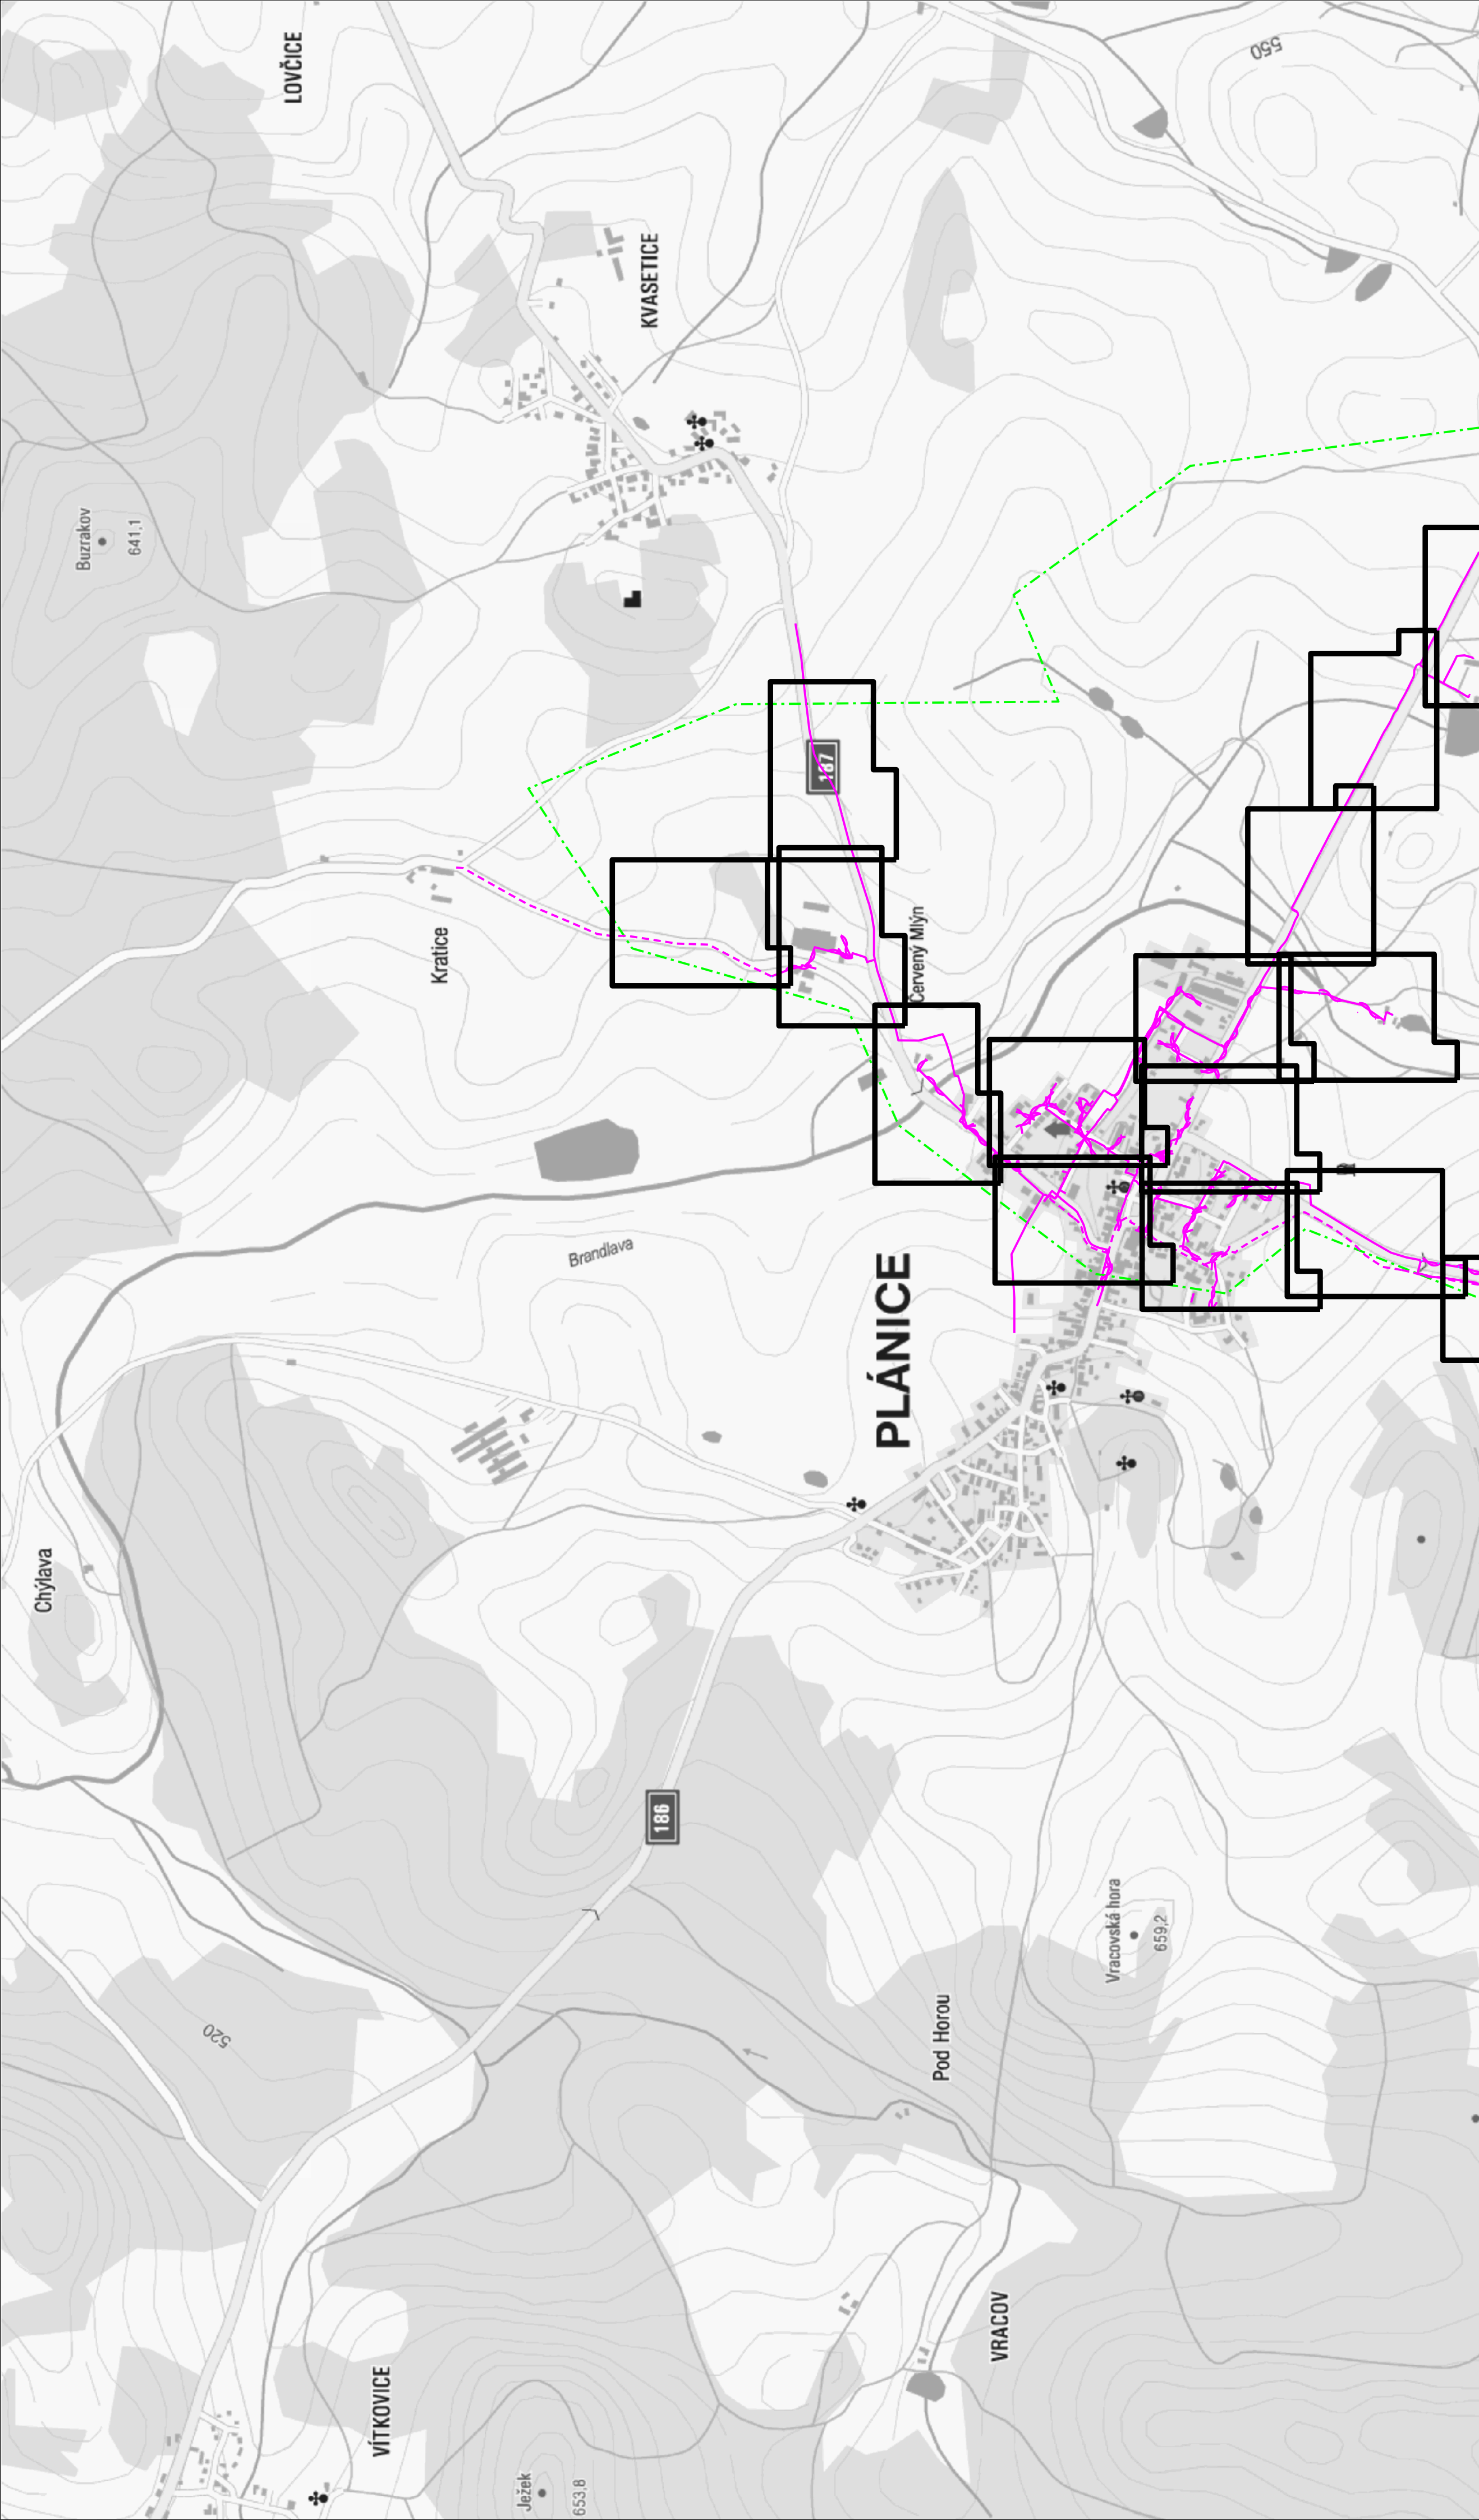 LOVČICE
550
KVASETICE
Buzrakov
641,1
187
Kratice
Červený Mlýn
Brandlava
PLÁNICE
Chýlava
186
Vracovská hora
659,2
520
Pod Horou
VRACOV
VÍTKOVICE
Ježek
653,8